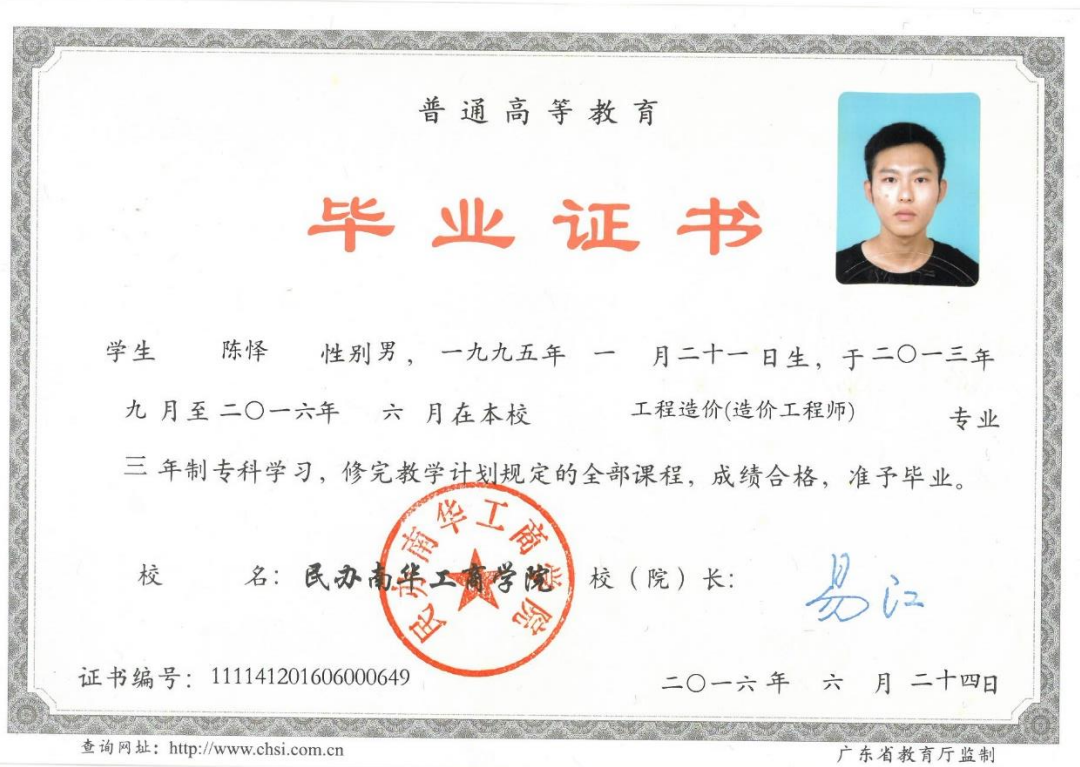 普通高等教育
毕业证书
学生 陈怿 性别男，一九九五年 一 月二十一日生，于二〇一三年
九 月至二〇一六年 六 月在本校 工程造价(造价工程师) 专业
三 年制专科学习，修完教学计划规定的全部课程，成绩合格，准予毕业。
校 名：民办南华工商学院 校（院）长：易江
民办南华工商学院
证书编号：111141201606000649
二〇一六年 六 月 二十四日
查询网址：http://www.chsi.com.cn
广东省教育厅监制